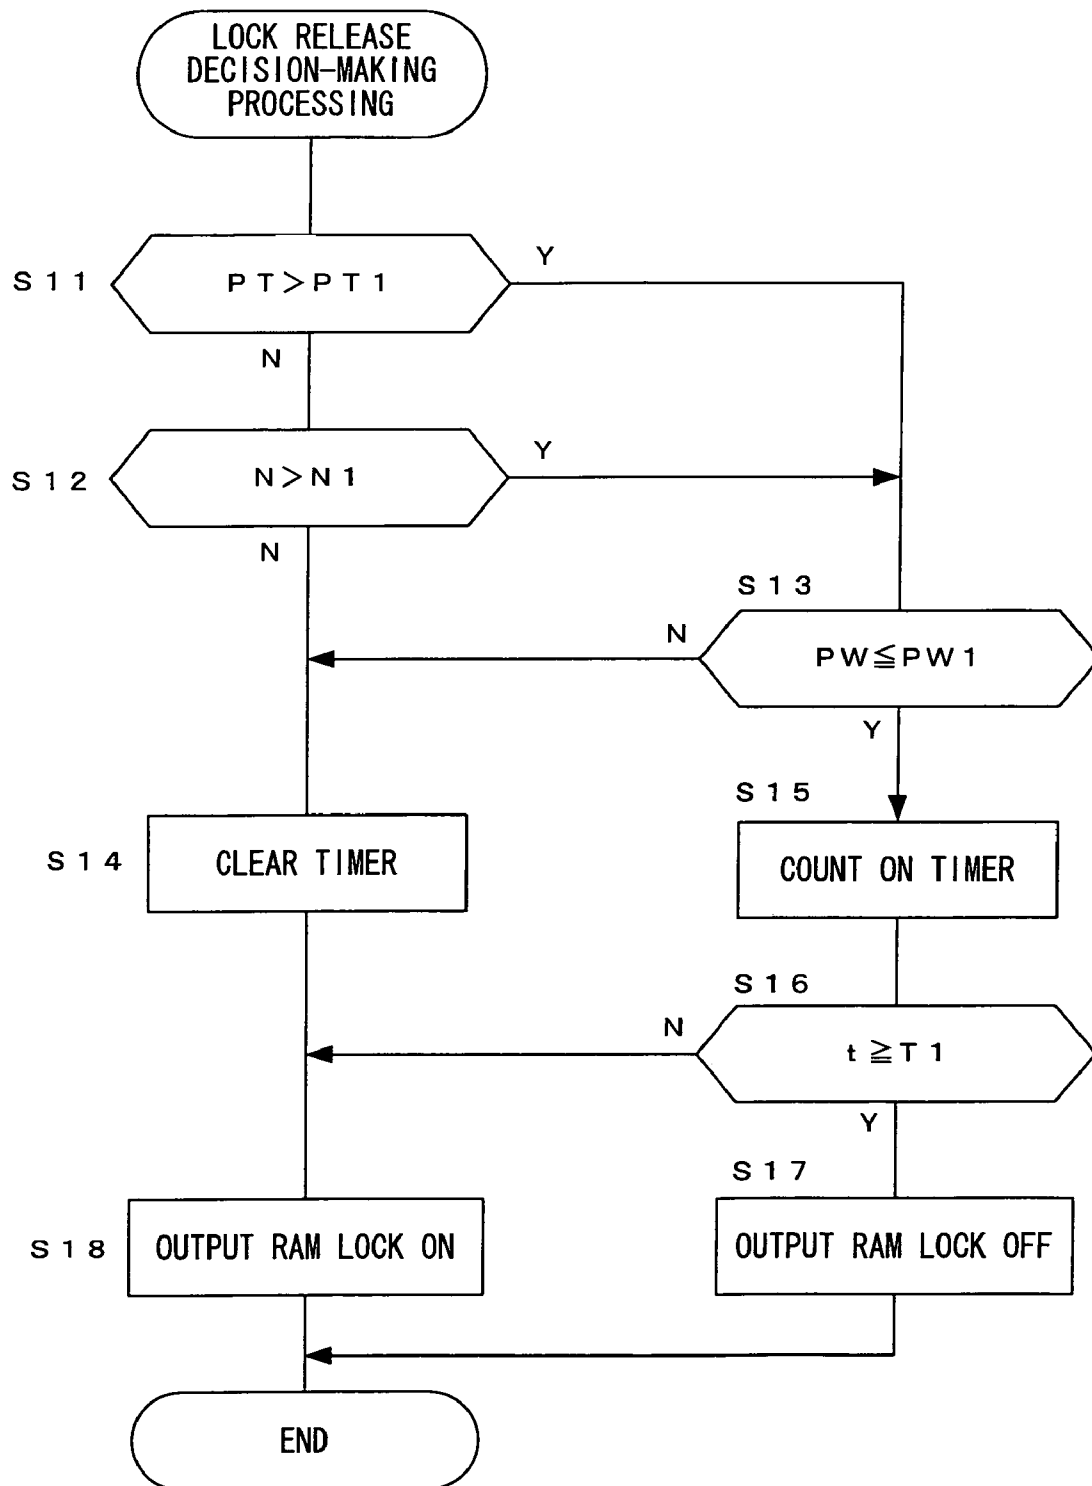 LOCK RELEASE
DECISION-MAKING
PROCESSING
S11
PT>PT1
Y
N
S12
N>N1
Y
N
S13
PW≦PW1
N
Y
S14
CLEAR TIMER
S15
COUNT ON TIMER
S16
t≧T1
N
Y
S17
OUTPUT RAM LOCK OFF
S18
OUTPUT RAM LOCK ON
END